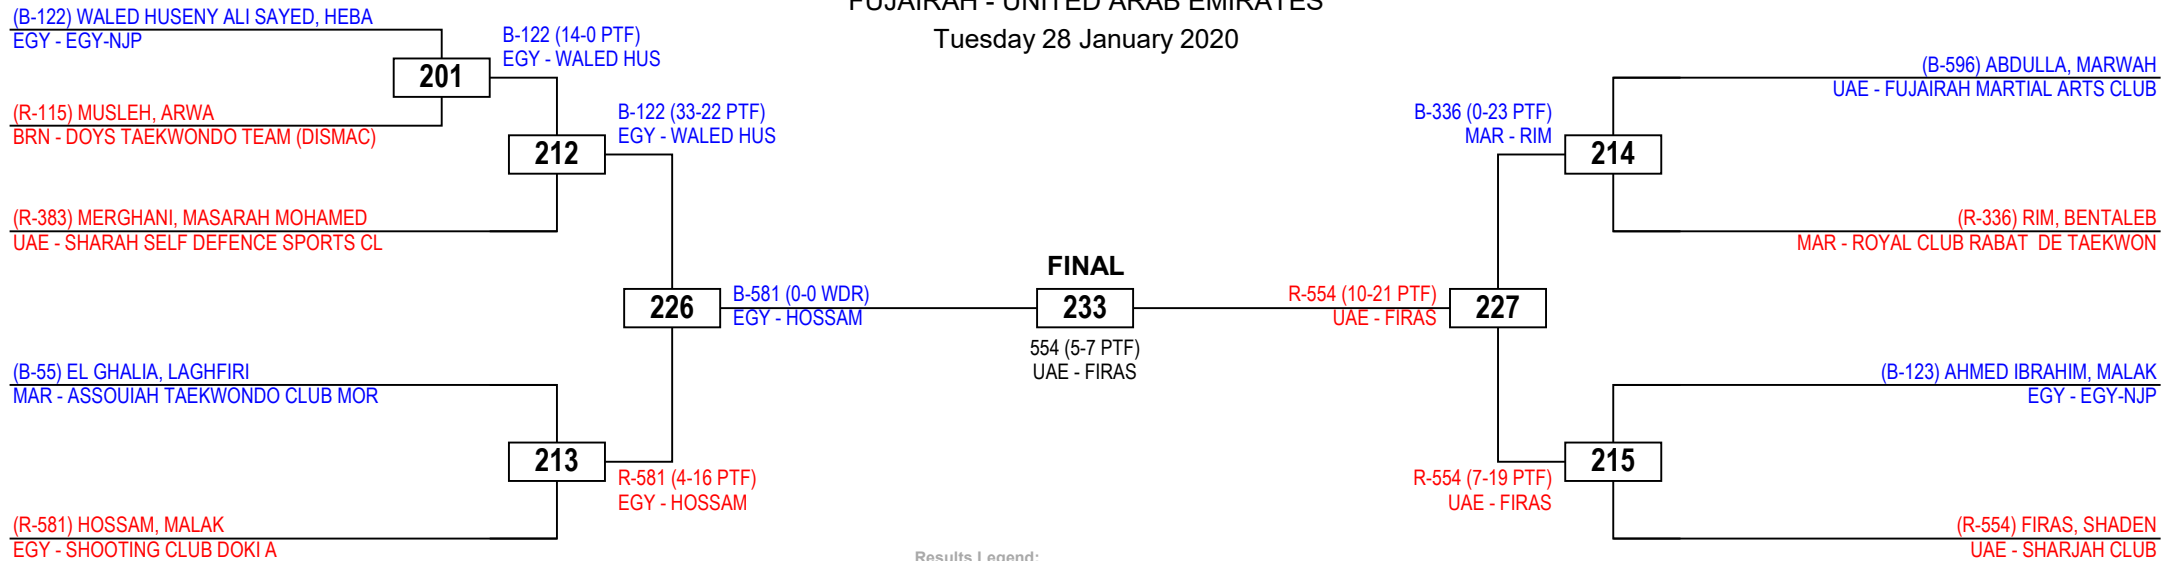 FUJAIRAH - UNITED ARAB EMIRATES
Tuesday 28 January 2020
(B-122) WALED HUSENY ALI SAYED, HEBA
EGY - EGY-NJP
B-122 (14-0 PTF)
EGY - WALED HUS
201
(R-115) MUSLEH, ARWA
BRN - DOYS TAEKWONDO TEAM (DISMAC)
B-122 (33-22 PTF)
EGY - WALED HUS
212
(R-383) MERGHANI, MASARAH MOHAMED
UAE - SHARAH SELF DEFENCE SPORTS CL
226
B-581 (0-0 WDR)
EGY - HOSSAM
(B-55) EL GHALIA, LAGHFIRI
MAR - ASSOUIAH TAEKWONDO CLUB MOR
213
R-581 (4-16 PTF)
EGY - HOSSAM
(R-581) HOSSAM, MALAK
EGY - SHOOTING CLUB DOKI A
FINAL
233
554 (5-7 PTF)
UAE - FIRAS
(B-596) ABDULLA, MARWAH
UAE - FUJAIRAH MARTIAL ARTS CLUB
B-336 (0-23 PTF)
MAR - RIM
214
(R-336) RIM, BENTALEB
MAR - ROYAL CLUB RABAT  DE TAEKWON
R-554 (10-21 PTF)
UAE - FIRAS
227
(B-123) AHMED IBRAHIM, MALAK
EGY - EGY-NJP
215
R-554 (7-19 PTF)
UAE - FIRAS
(R-554) FIRAS, SHADEN
UAE - SHARJAH CLUB
Results Legend: